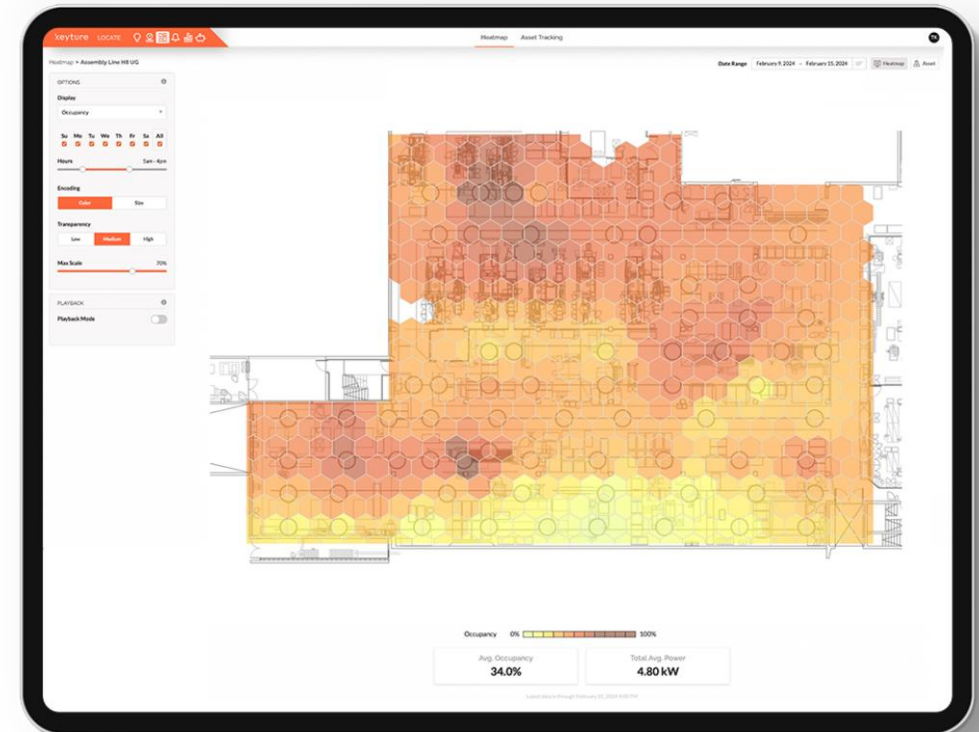 keyture LOCATE
Heatmap Asset Tracking
TK
Heatmap > Assembly Line H8 UG
Date Range February 9, 2024 – February 15, 2024 Heatmap Asset
OPTIONS
Display
Occupancy
Su Mo Tu We Th Fr Sa All
Hours 5am - 4pm
Encoding
Color Size
Transparency
Low Medium High
Max Scale 70%
PLAYBACK
Playback Mode
Occupancy 0% 100%
Avg. Occupancy Total Avg. Power
34.0% 4.80 kW